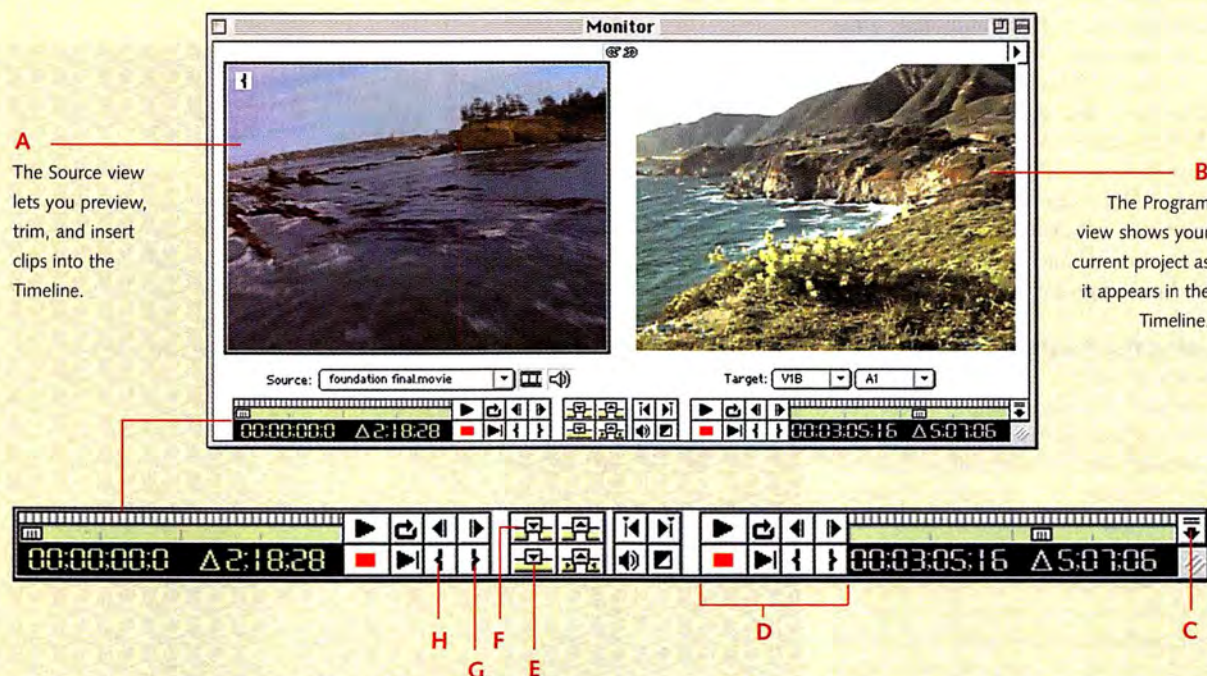 Monitor
A
The Source view
lets you preview,
trim, and insert
clips into the
Timeline.
B
The Program
view shows your
current project as
it appears in the
Timeline
Source: foundation final.movie
Target: V1B A1
00:00:00:0 Δ2:18:28
00:03:05:16 Δ5:07:06
00:00:00:0 Δ2:18:28
00:03:05:16 Δ5:07:06
H F D C
G E